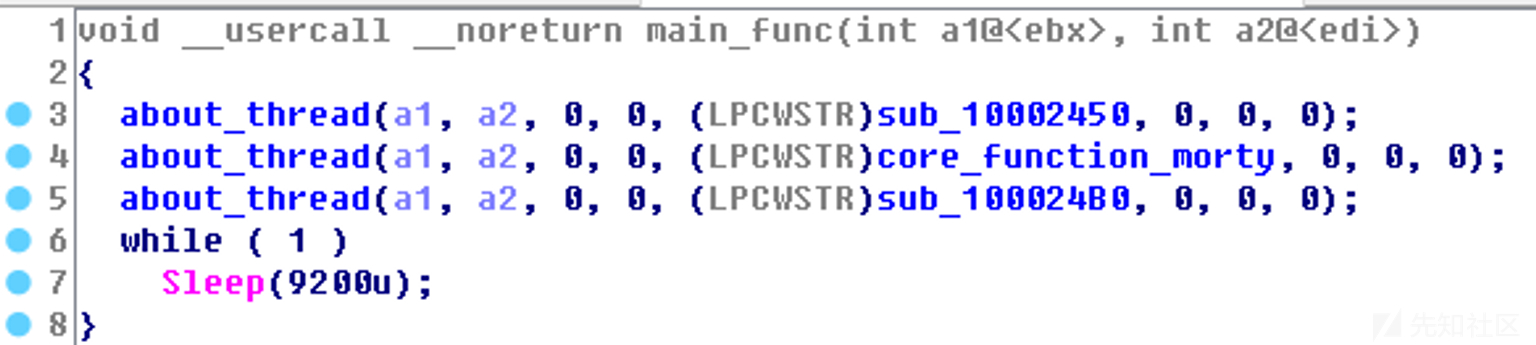 1 void __usercall __noreturn main_func(int a1@<ebx>, int a2@<edi>)
2 {
3 about_thread(a1, a2, 0, 0, (LPCWSTR)sub_10002450, 0, 0, 0);
4 about_thread(a1, a2, 0, 0, (LPCWSTR)core_function_morty, 0, 0, 0);
5 about_thread(a1, a2, 0, 0, (LPCWSTR)sub_100024B0, 0, 0, 0);
6 while ( 1 )
7 Sleep(9200u);
8 }
先知社区